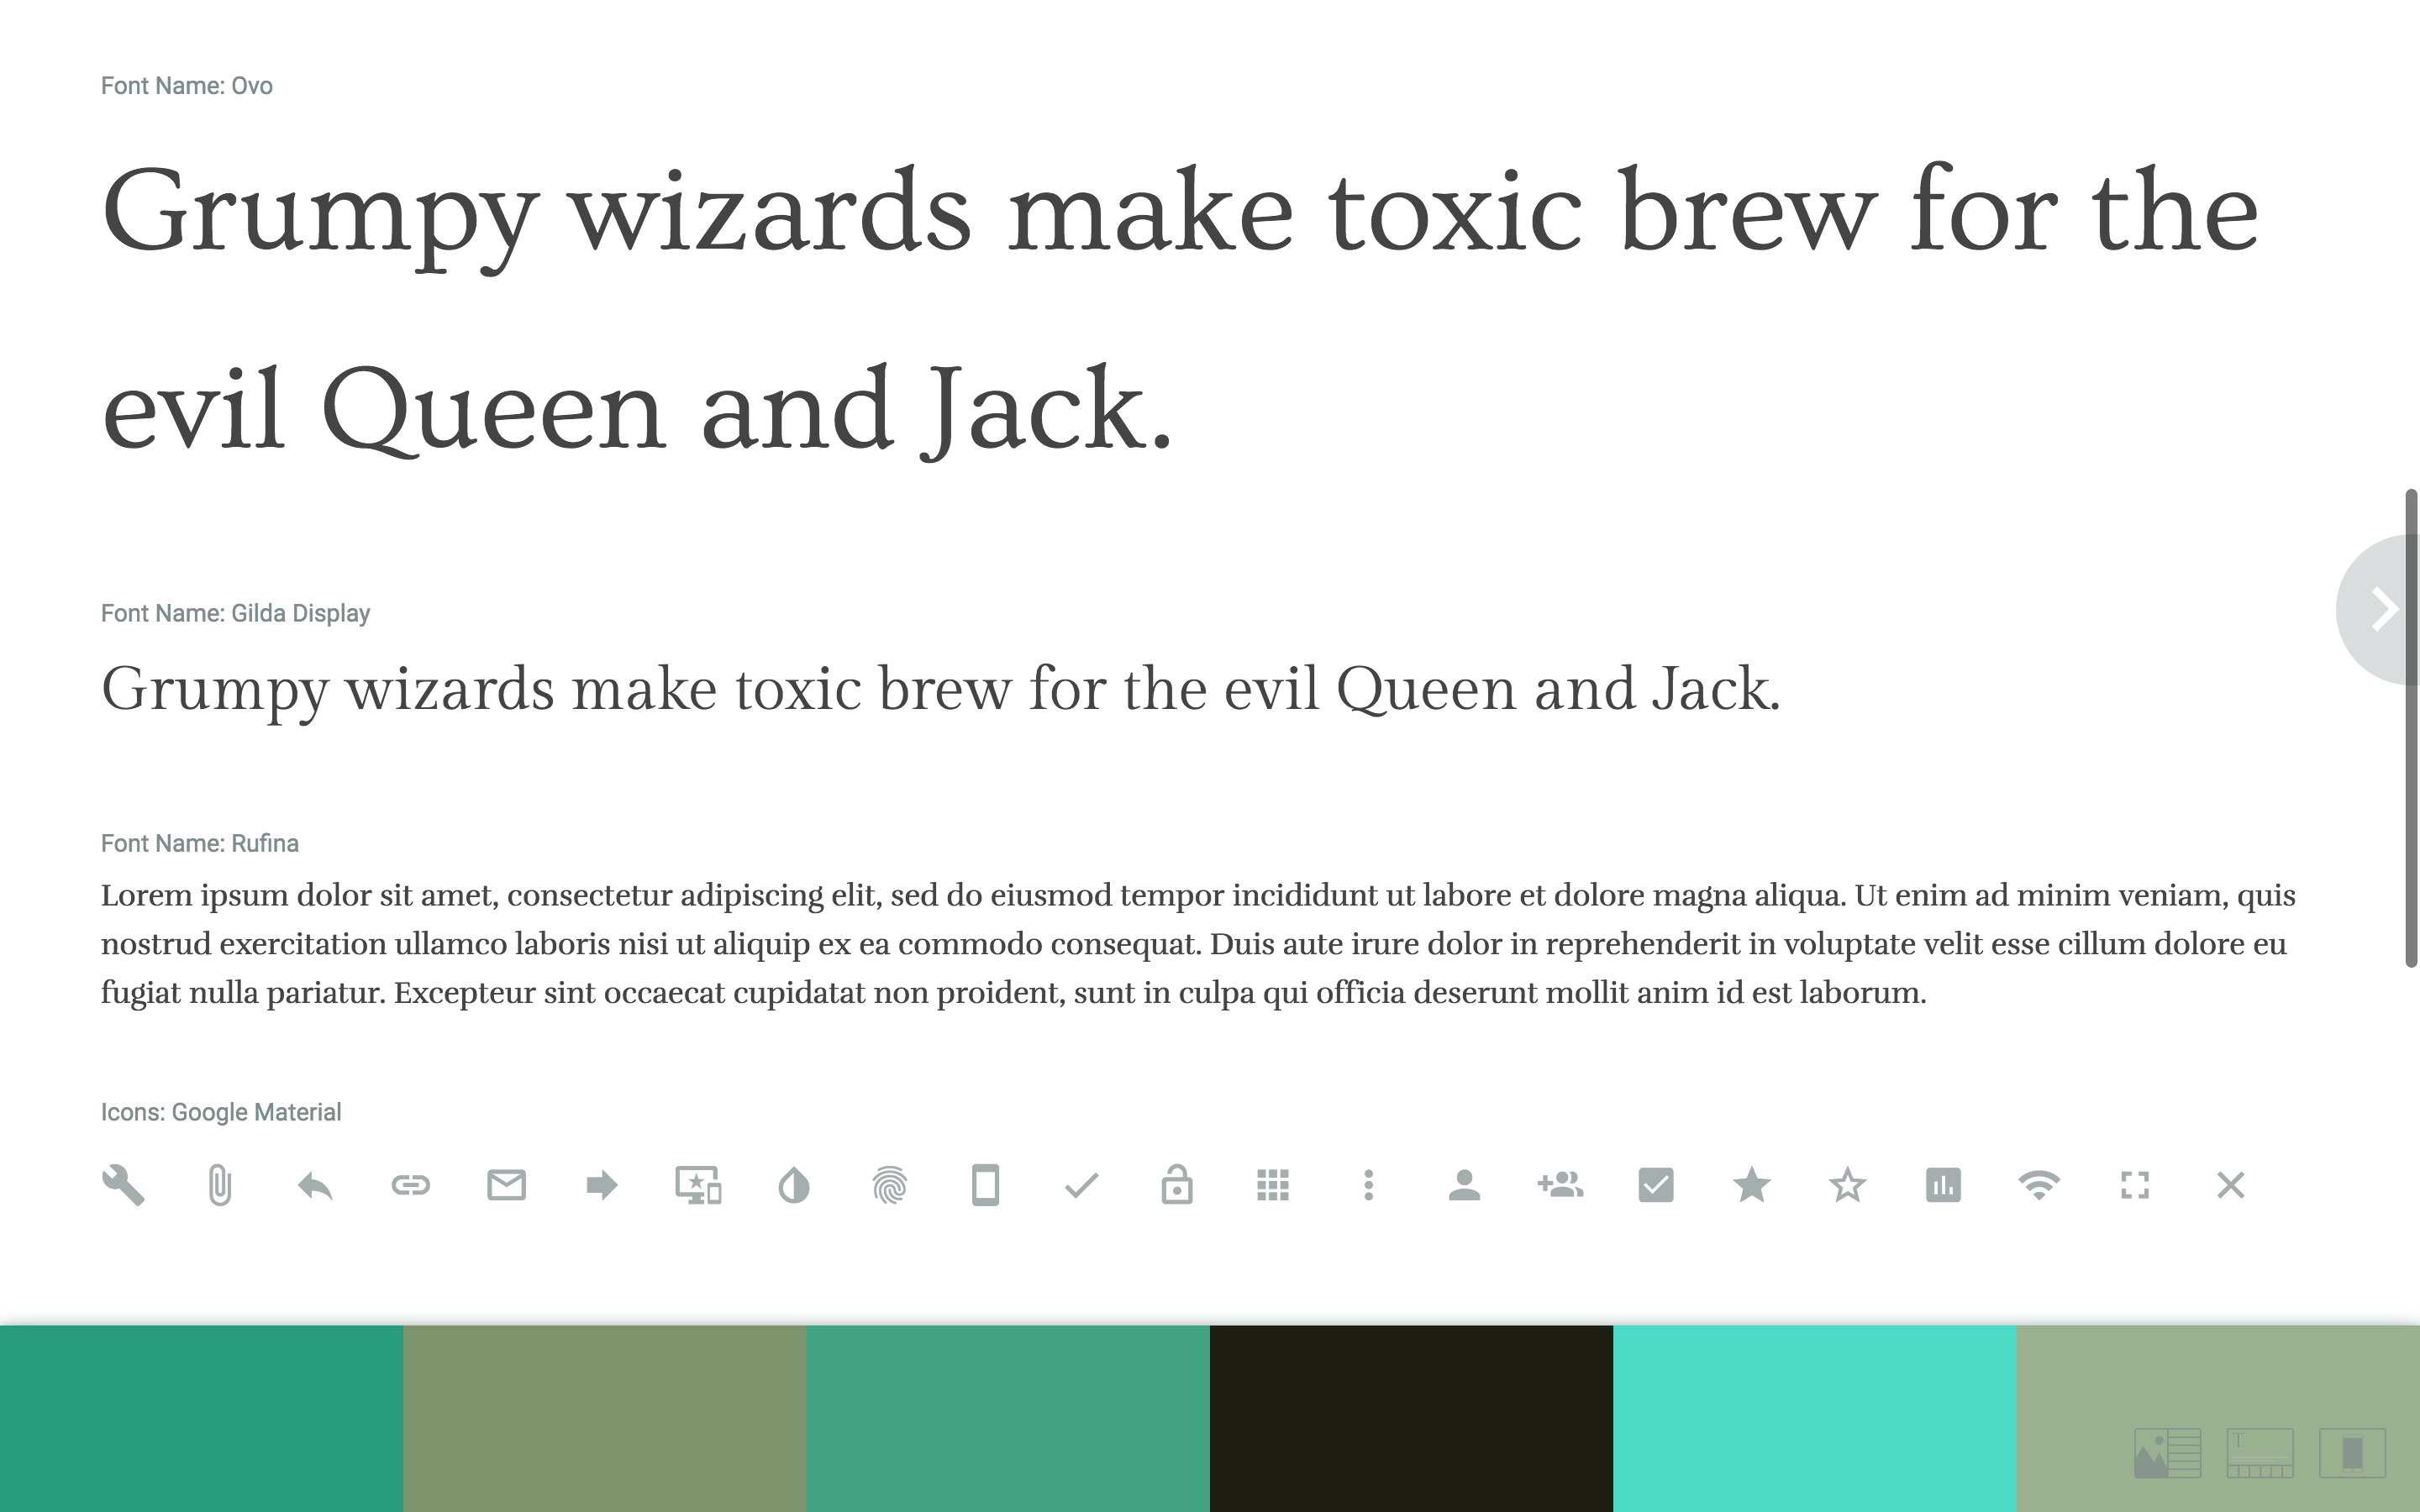 Font Name: Ovo
Grumpy wizards make toxic brew for the
evil Queen and Jack.
Font Name: Gilda Display
Grumpy wizards make toxic brew for the evil Queen and Jack.
Font Name: Rufina
Lorem ipsum dolor sit amet, consectetur adipiscing elit, sed do eiusmod tempor incididunt ut labore et dolore magna aliqua. Ut enim ad minim veniam, quis
nostrud exercitation ullamco laboris nisi ut aliquip ex ea commodo consequat. Duis aute irure dolor in reprehenderit in voluptate velit esse cillum dolore eu
fugiat nulla pariatur. Excepteur sint occaecat cupidatat non proident, sunt in culpa qui officia deserunt mollit anim id est laborum.
Icons: Google Material
T